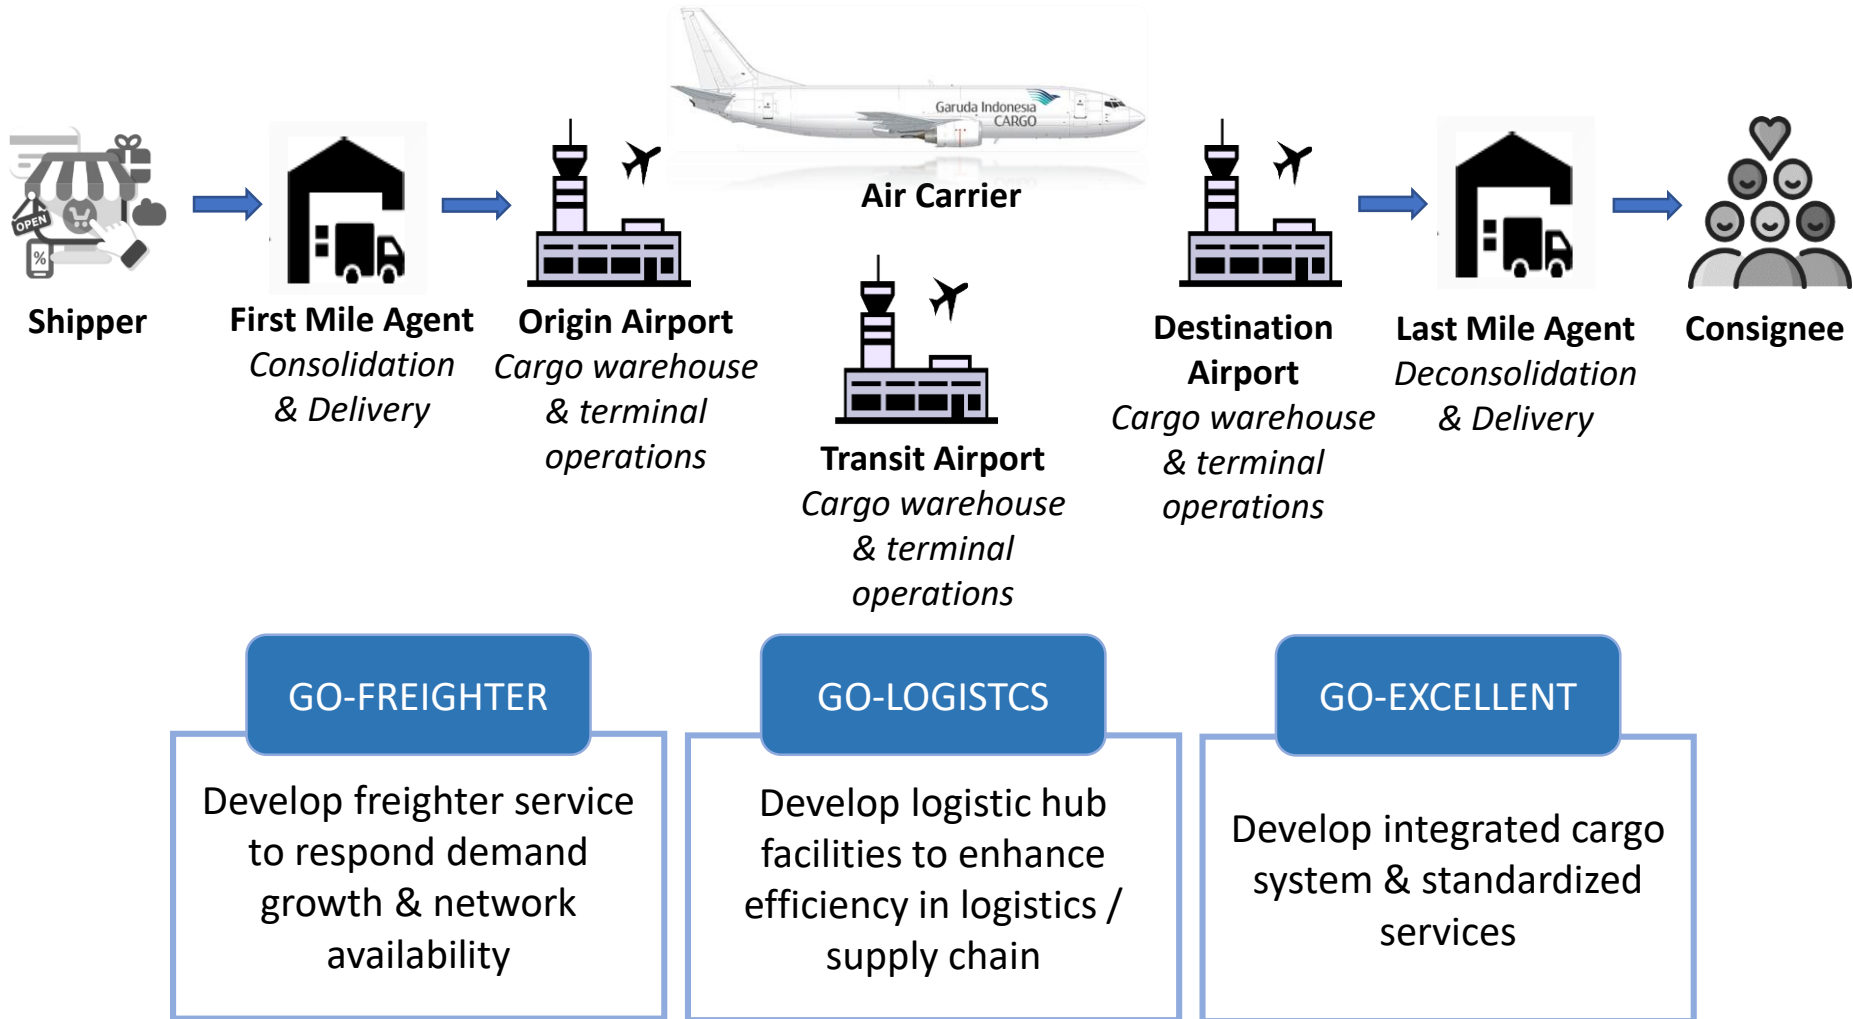 Garuda Indonesia
CARGO
OPEN
%
Air Carrier
Shipper
First Mile Agent
Consolidation
& Delivery
Origin Airport
Cargo warehouse
& terminal
operations
Transit Airport
Cargo warehouse
& terminal
operations
Destination
Airport
Cargo warehouse
& terminal
operations
Last Mile Agent
Deconsolidation
& Delivery
Consignee
GO-FREIGHTER
Develop freighter service
to respond demand
growth & network
availability
GO-LOGISTCS
Develop logistic hub
facilities to enhance
efficiency in logistics /
supply chain
GO-EXCELLENT
Develop integrated cargo
system & standardized
services